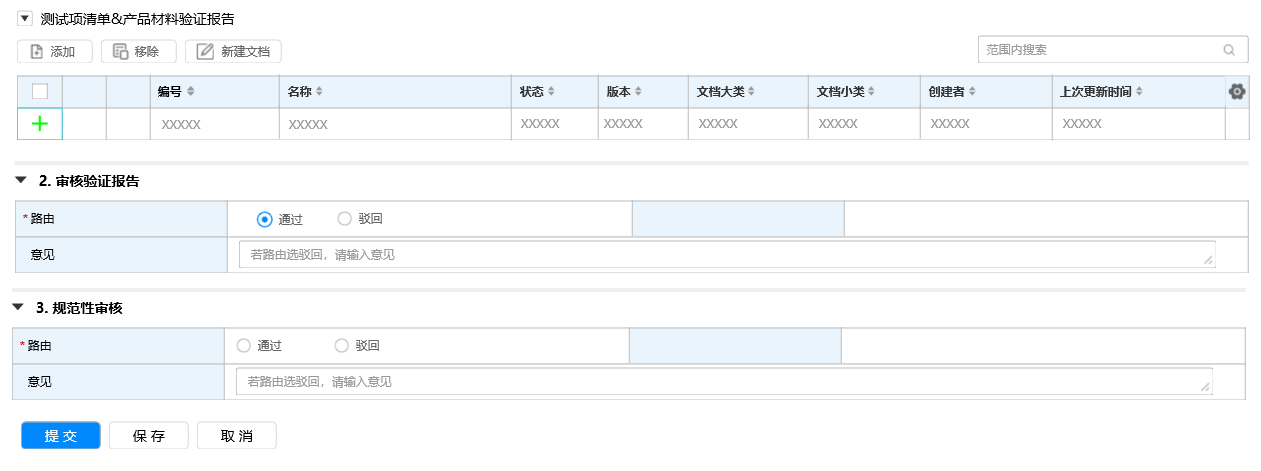 测试项清单&产品材料验证报告
添加 移除 新建文档 范围内搜索
编号 名称 状态 版本 文档大类 文档小类 创建者 上次更新时间
XXXXX XXXXX XXXXX XXXXX XXXXX XXXXX XXXXX XXXXX
2. 审核验证报告
*路由 通过 驳回
意见 若路由选驳回，请输入意见
3. 规范性审核
*路由 通过 驳回
意见 若路由选驳回，请输入意见
提交 保存 取消